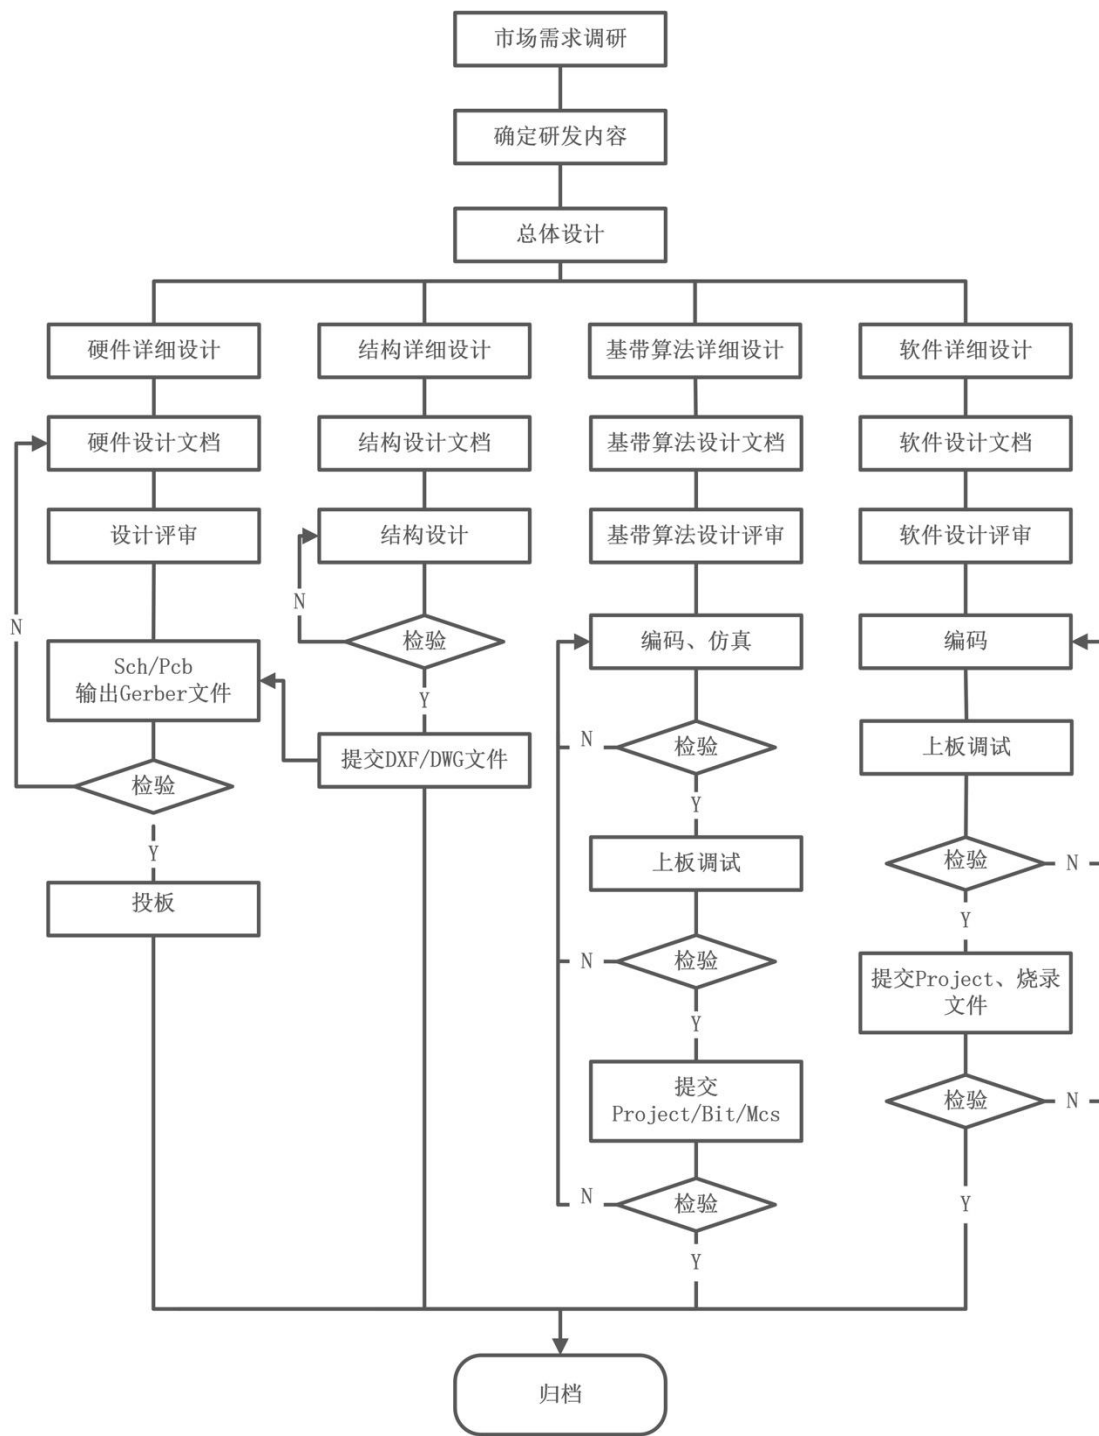 市场需求调研
确定研发内容
总体设计
硬件详细设计
硬件设计文档
设计评审
N
Sch/Pcb
输出Gerber文件
检验
Y
投板
结构详细设计
结构设计文档
结构设计
N
检验
Y
提交DXF/DWG文件
基带算法详细设计
基带算法设计文档
基带算法设计评审
编码、仿真
N
检验
Y
上板调试
N
检验
Y
提交
Project/Bit/Mcs
N
检验
Y
软件详细设计
软件设计文档
软件设计评审
编码
上板调试
检验
N
Y
提交Project、烧录
文件
检验
N
Y
归档